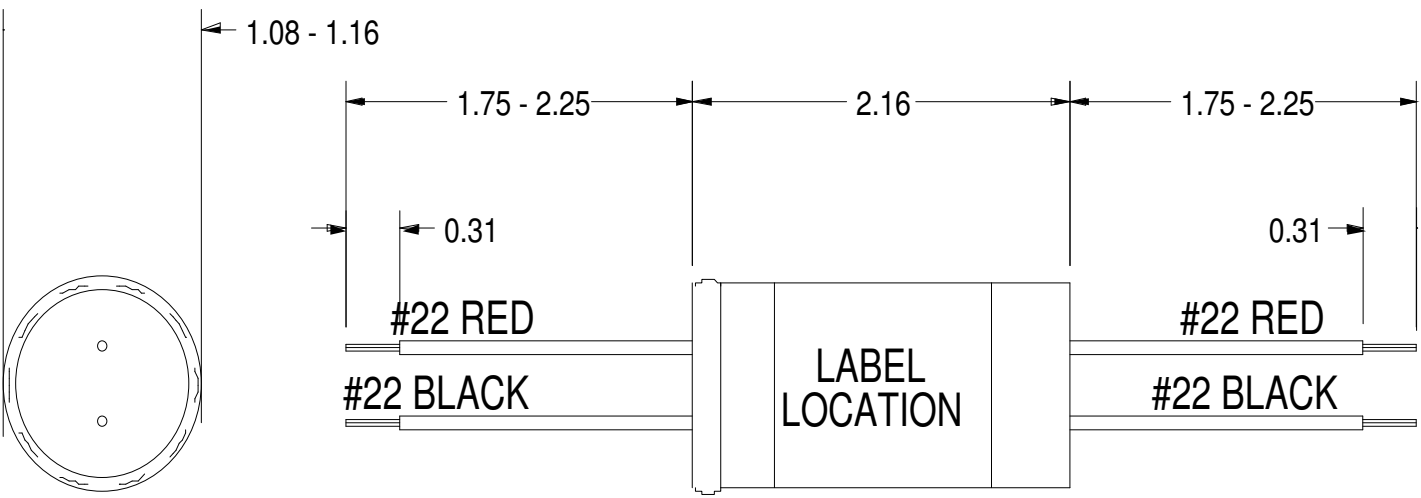 1.08 - 1.16
1.75 - 2.25
2.16
1.75 - 2.25
0.31
0.31
#22 RED
#22 RED
#22 BLACK
LABEL
LOCATION
#22 BLACK